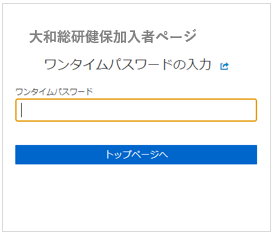 大和総研健保加入者ページ
ワンタイムパスワードの入力
ワンタイムパスワード
トップページへ